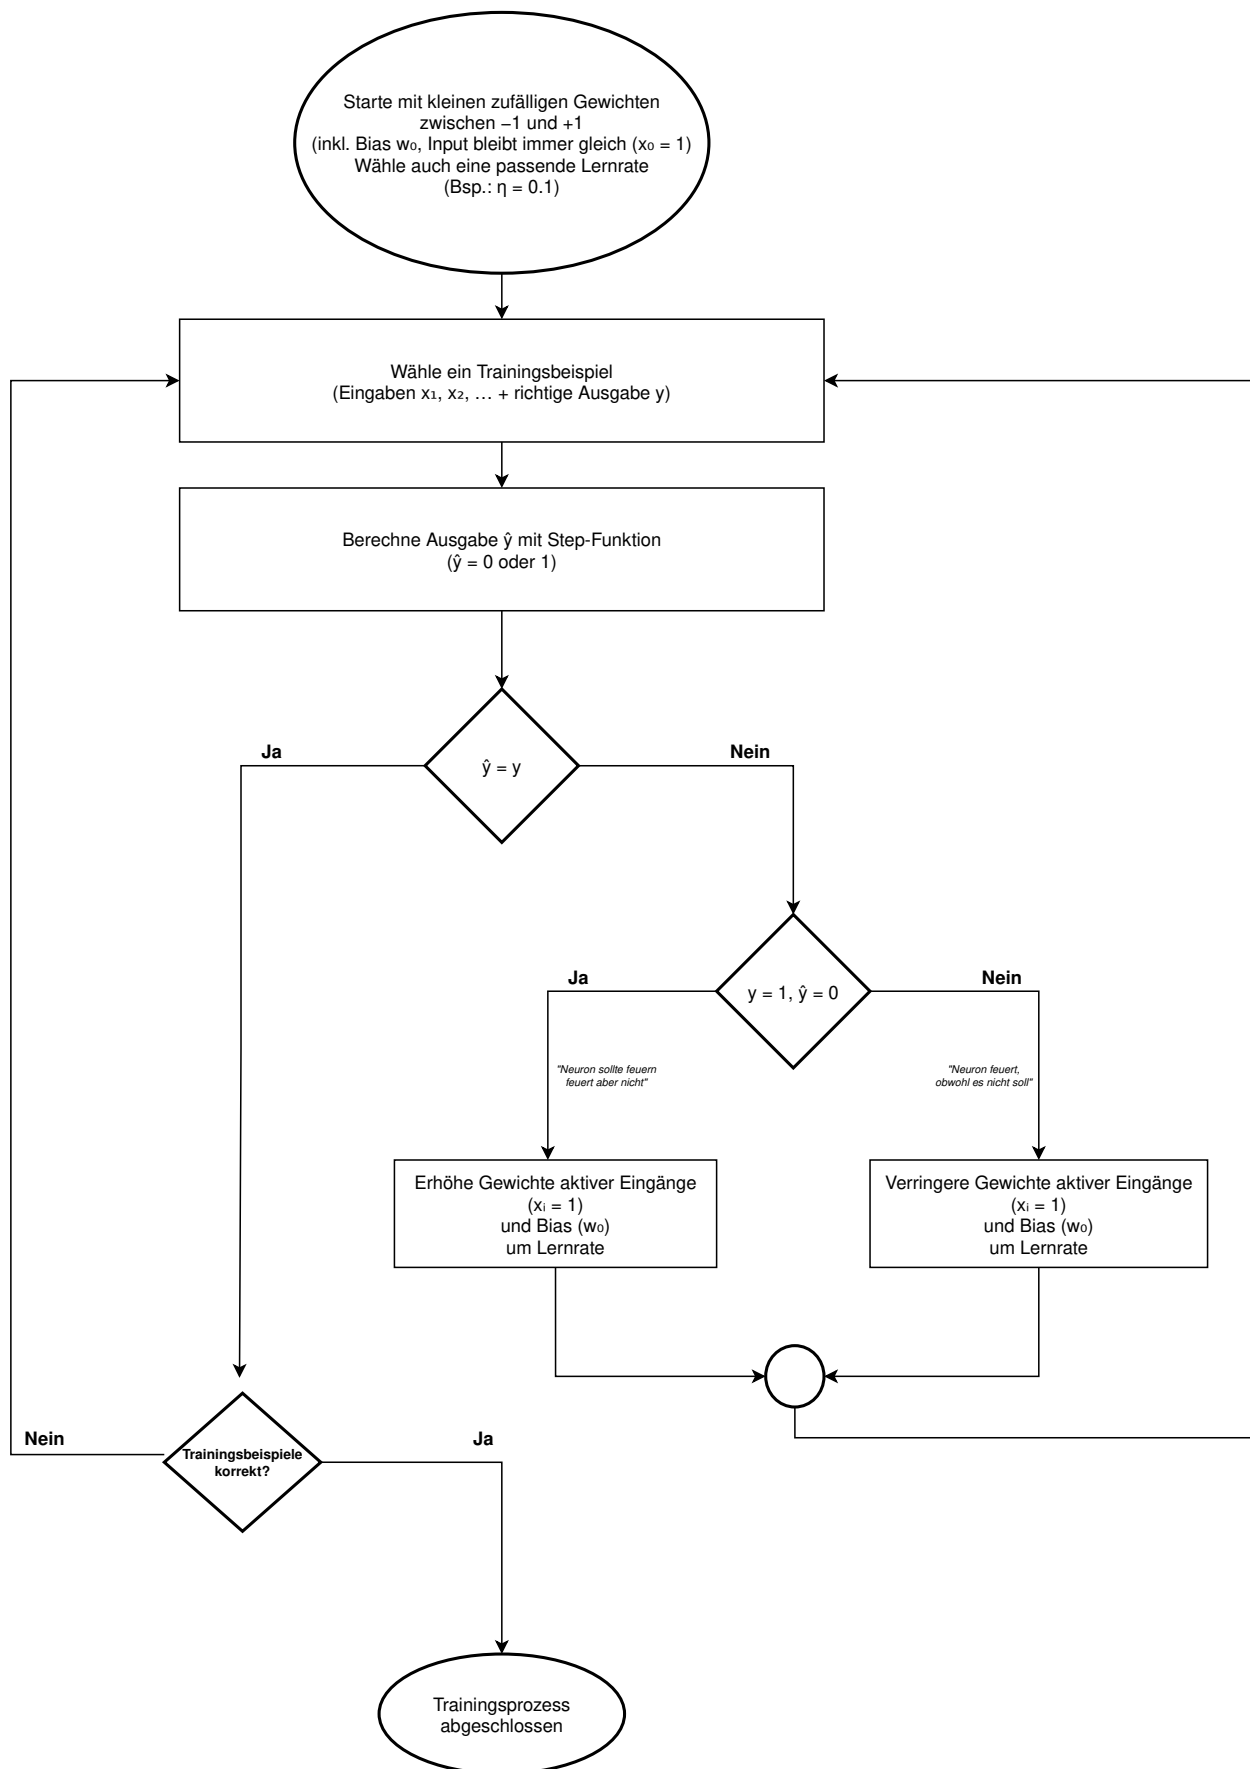 Starte mit kleinen zufälligen Gewichten
zwischen −1 und +1
(inkl. Bias w₀, Input bleibt immer gleich (x₀ = 1)
Wähle auch eine passende Lernrate
(Bsp.: η = 0.1)
Wähle ein Trainingsbeispiel
(Eingaben x₁, x₂, … + richtige Ausgabe y)
Berechne Ausgabe ŷ mit Step-Funktion
(ŷ = 0 oder 1)
Ja
Nein
ŷ = y
Ja
Nein
y = 1, ŷ = 0
"Neuron sollte feuern
feuert aber nicht"
"Neuron feuert,
obwohl es nicht soll"
Erhöhe Gewichte aktiver Eingänge
(xᵢ = 1)
und Bias (w₀)
um Lernrate
Verringere Gewichte aktiver Eingänge
(xᵢ = 1)
und Bias (w₀)
um Lernrate
Nein
Ja
Trainingsbeispiele
korrekt?
Trainingsprozess
abgeschlossen